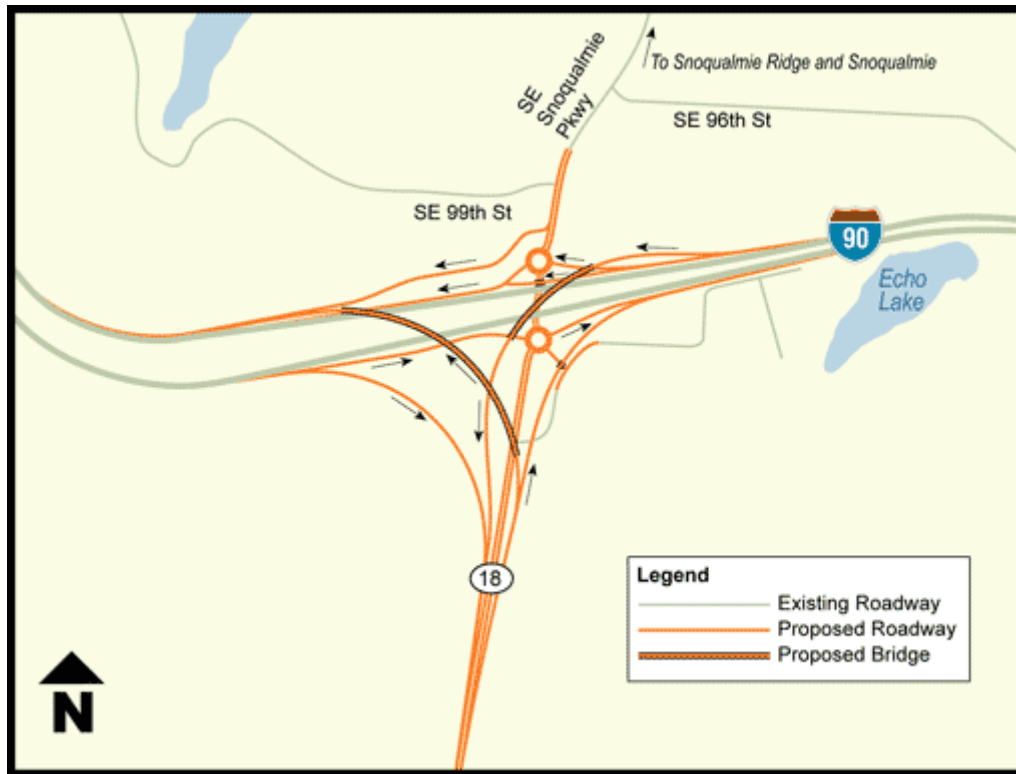 SE
Snoqualmie
Pkwy
To Snoqualmie Ridge and Snoqualmie
SE 96th St
SE 99th St
90
Echo
Lake
18
Legend
Existing Roadway
Proposed Roadway
Proposed Bridge
N